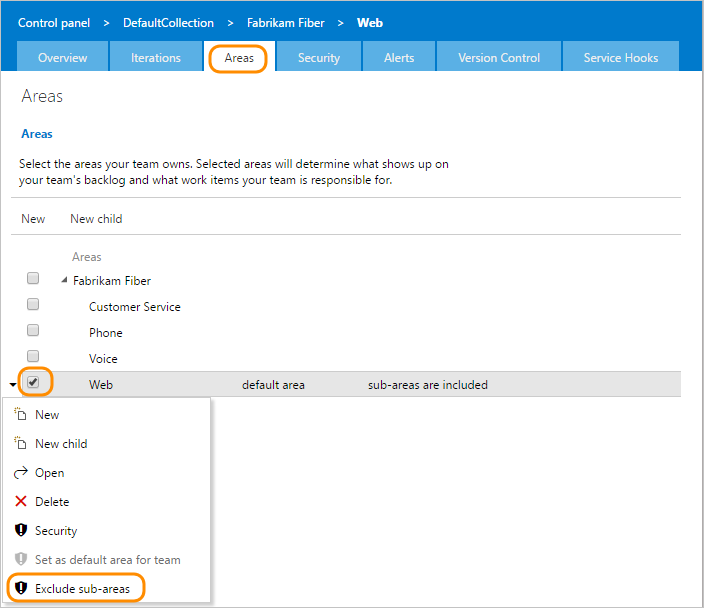 Control panel > DefaultCollection > Fabrikam Fiber > Web
Overview Iterations Areas Security Alerts Version Control Service Hooks
Areas
Areas
Select the areas your team owns. Selected areas will determine what shows up on
your team's backlog and what work items your team is responsible for.
New New child
Areas
Fabrikam Fiber
Customer Service
Phone
Voice
Web default area sub-areas are included
New
New child
Open
Delete
Security
Set as default area for team
Exclude sub-areas